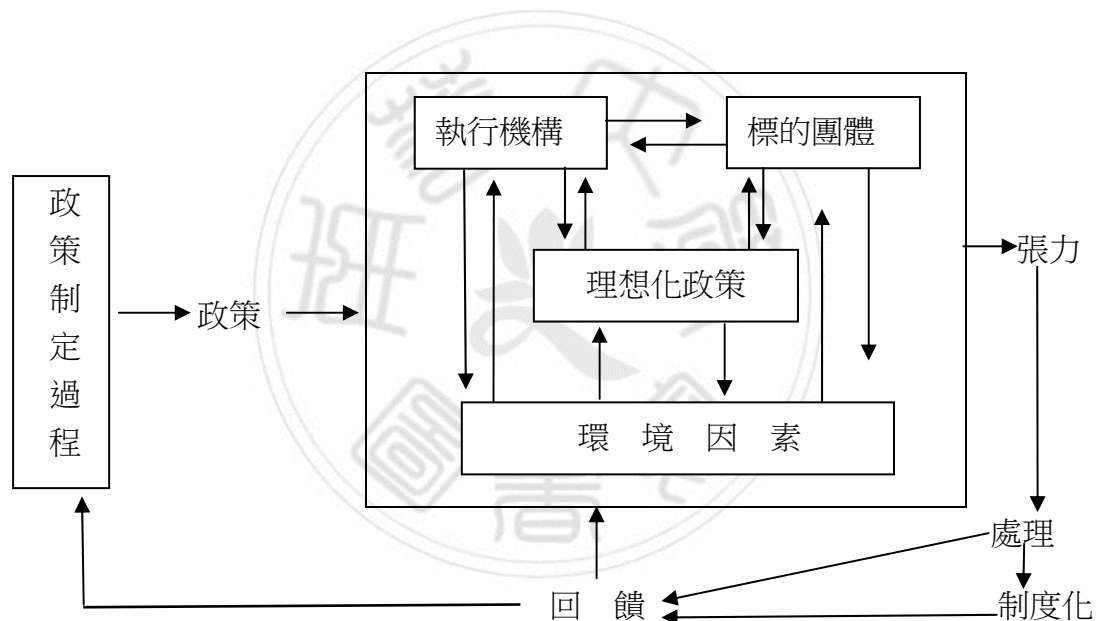 執行機構
標的團體
政策制定過程
理想化政策
張力
政策
環境因素
處理
回饋
制度化